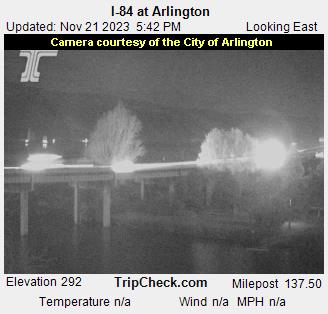 I-84 at Arlington
Updated: Nov 21 2023 5:42 PM Looking East
Camera courtesy of the City of Arlington
Elevation 292 TripCheck.com Milepost 137.50
Temperature n/a Wind n/a MPH n/a